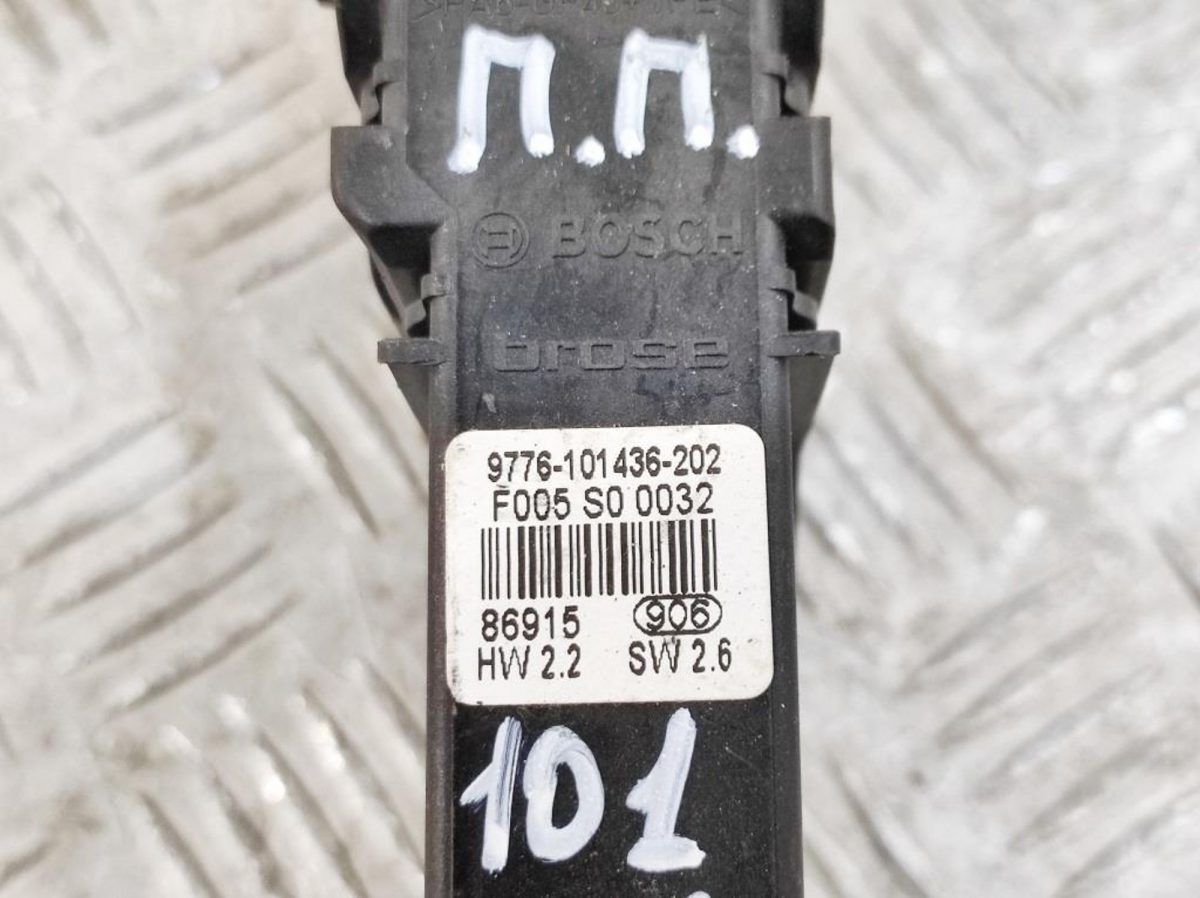 П.П.
BOSCH
brose
9776-101436-202
F005 S0 0032
86915 906
HW 2.2 SW 2.6
101